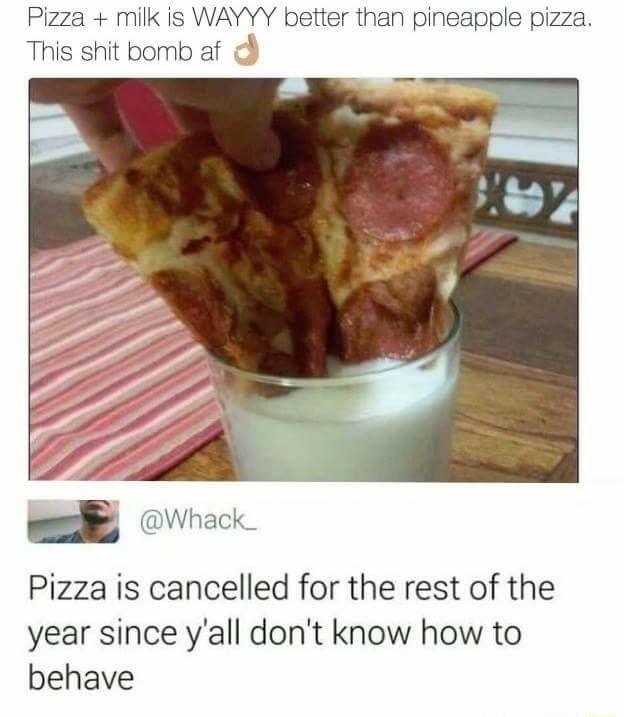 Pizza + milk is WAYYY better than pineapple pizza.
This shit bomb af 👌🏽
@Whack_
Pizza is cancelled for the rest of the
year since y'all don't know how to
behave